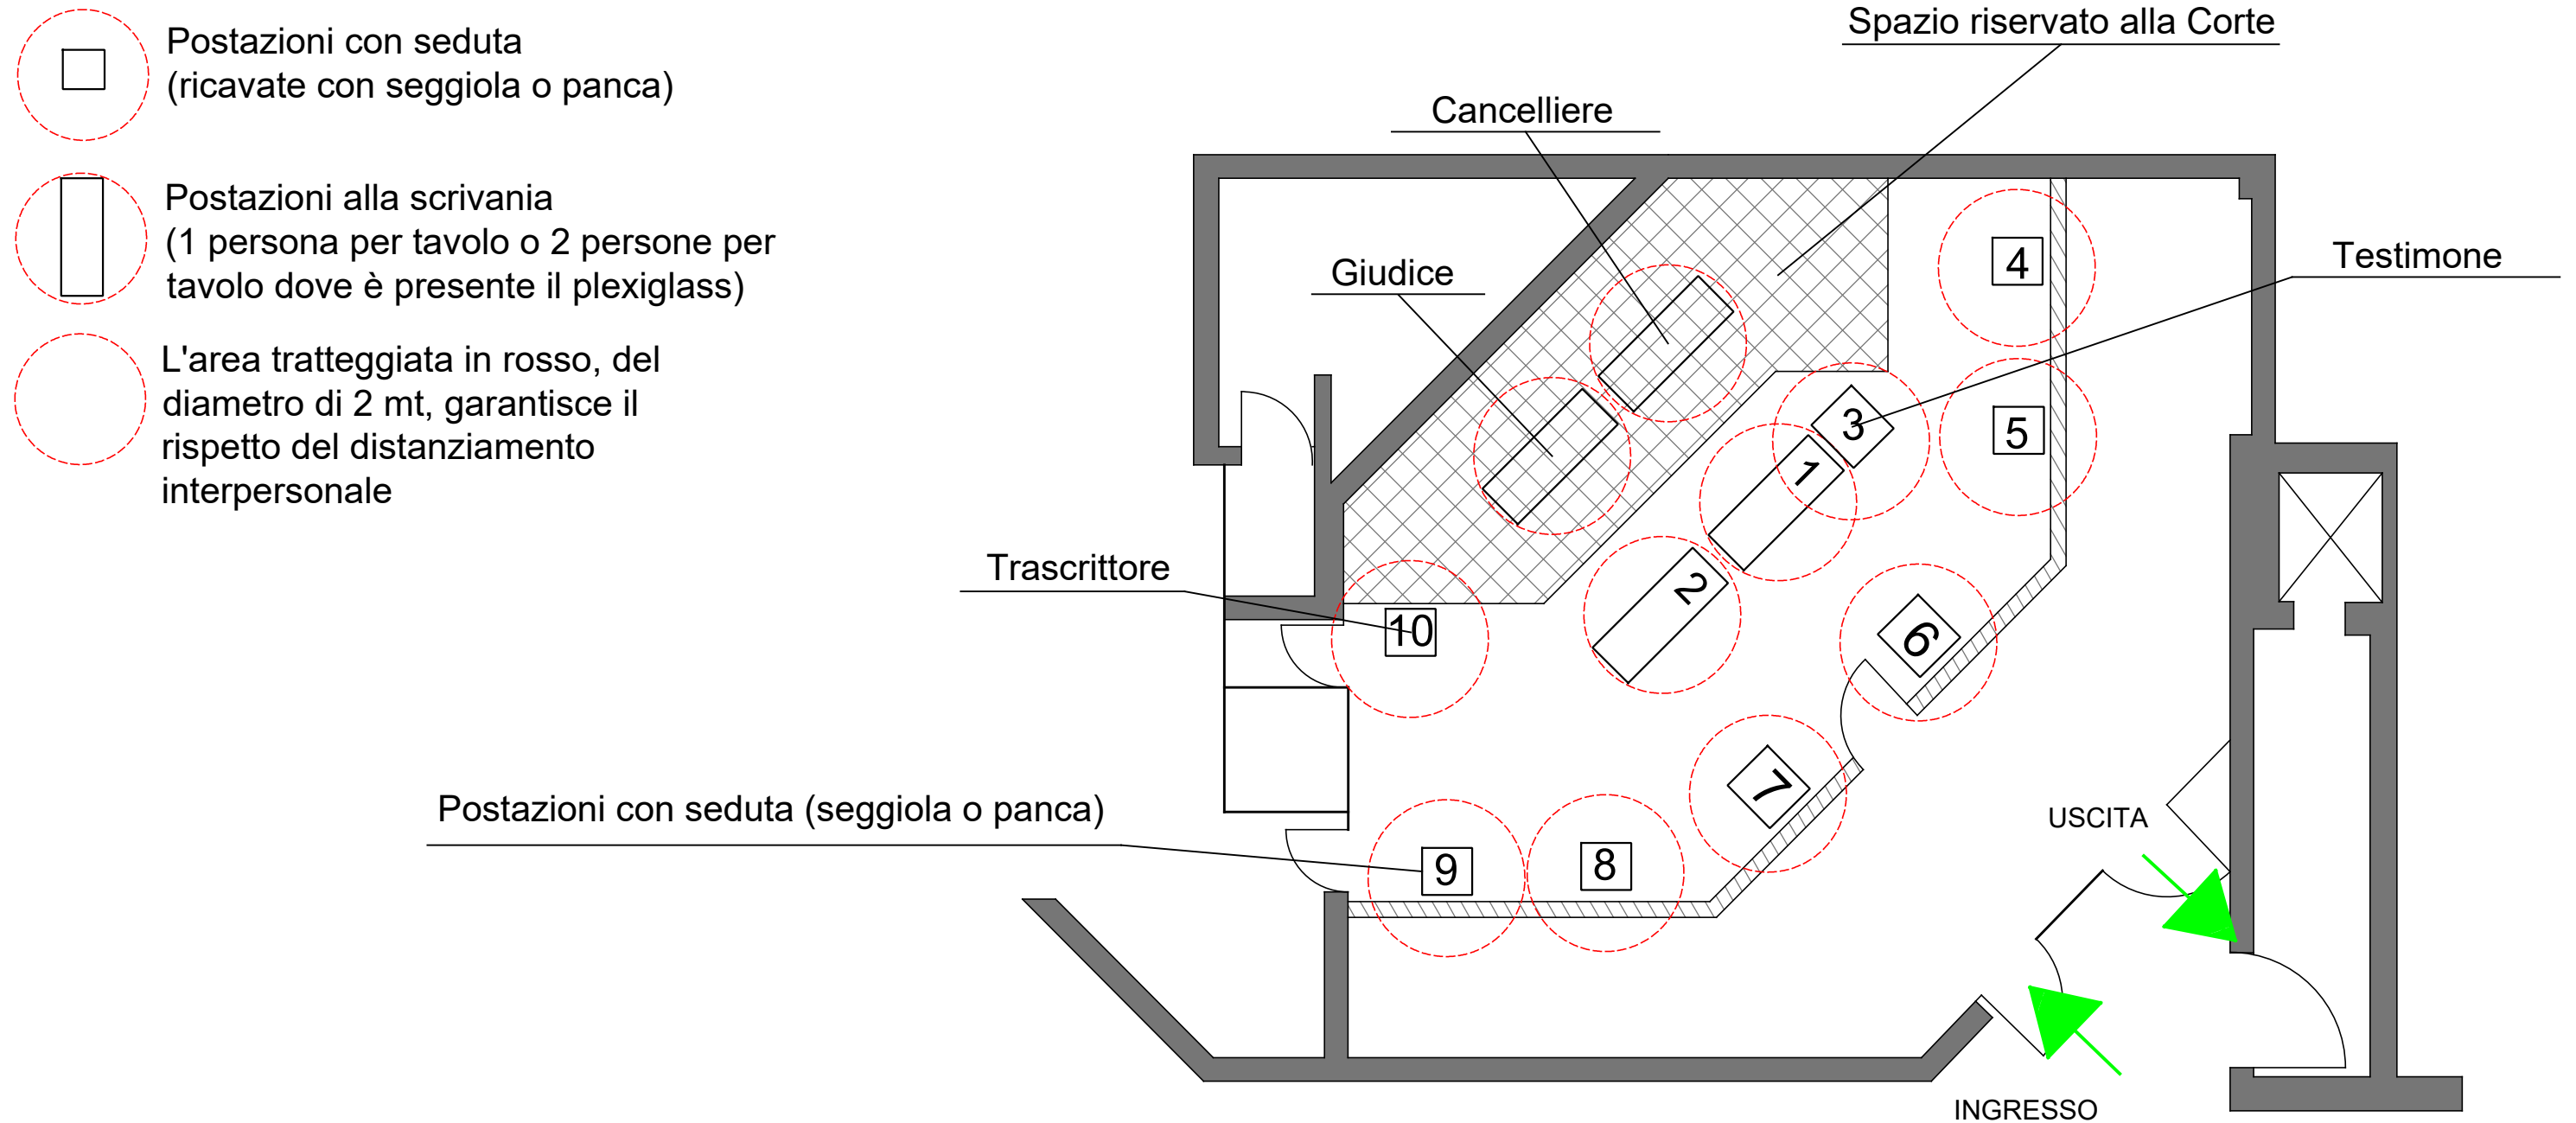 Postazioni con seduta
(ricavate con seggiola o panca)
Postazioni alla scrivania
(1 persona per tavolo o 2 persone per
tavolo dove è presente il plexiglass)
L'area tratteggiata in rosso, del
diametro di 2 mt, garantisce il
rispetto del distanziamento
interpersonale
Spazio riservato alla Corte
Cancelliere
Giudice
Testimone
4
3
5
1
2
Trascrittore
10
6
7
Postazioni con seduta (seggiola o panca)
9
8
USCITA
INGRESSO